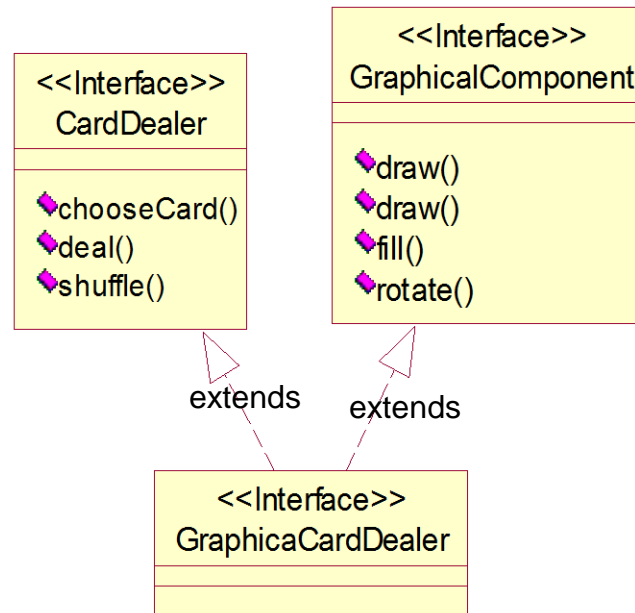 <<Interface>>
CardDealer
chooseCard()
deal()
shuffle()
<<Interface>>
GraphicalComponent
draw()
draw()
fill()
rotate()
extends
extends
<<Interface>>
GraphicaCardDealer